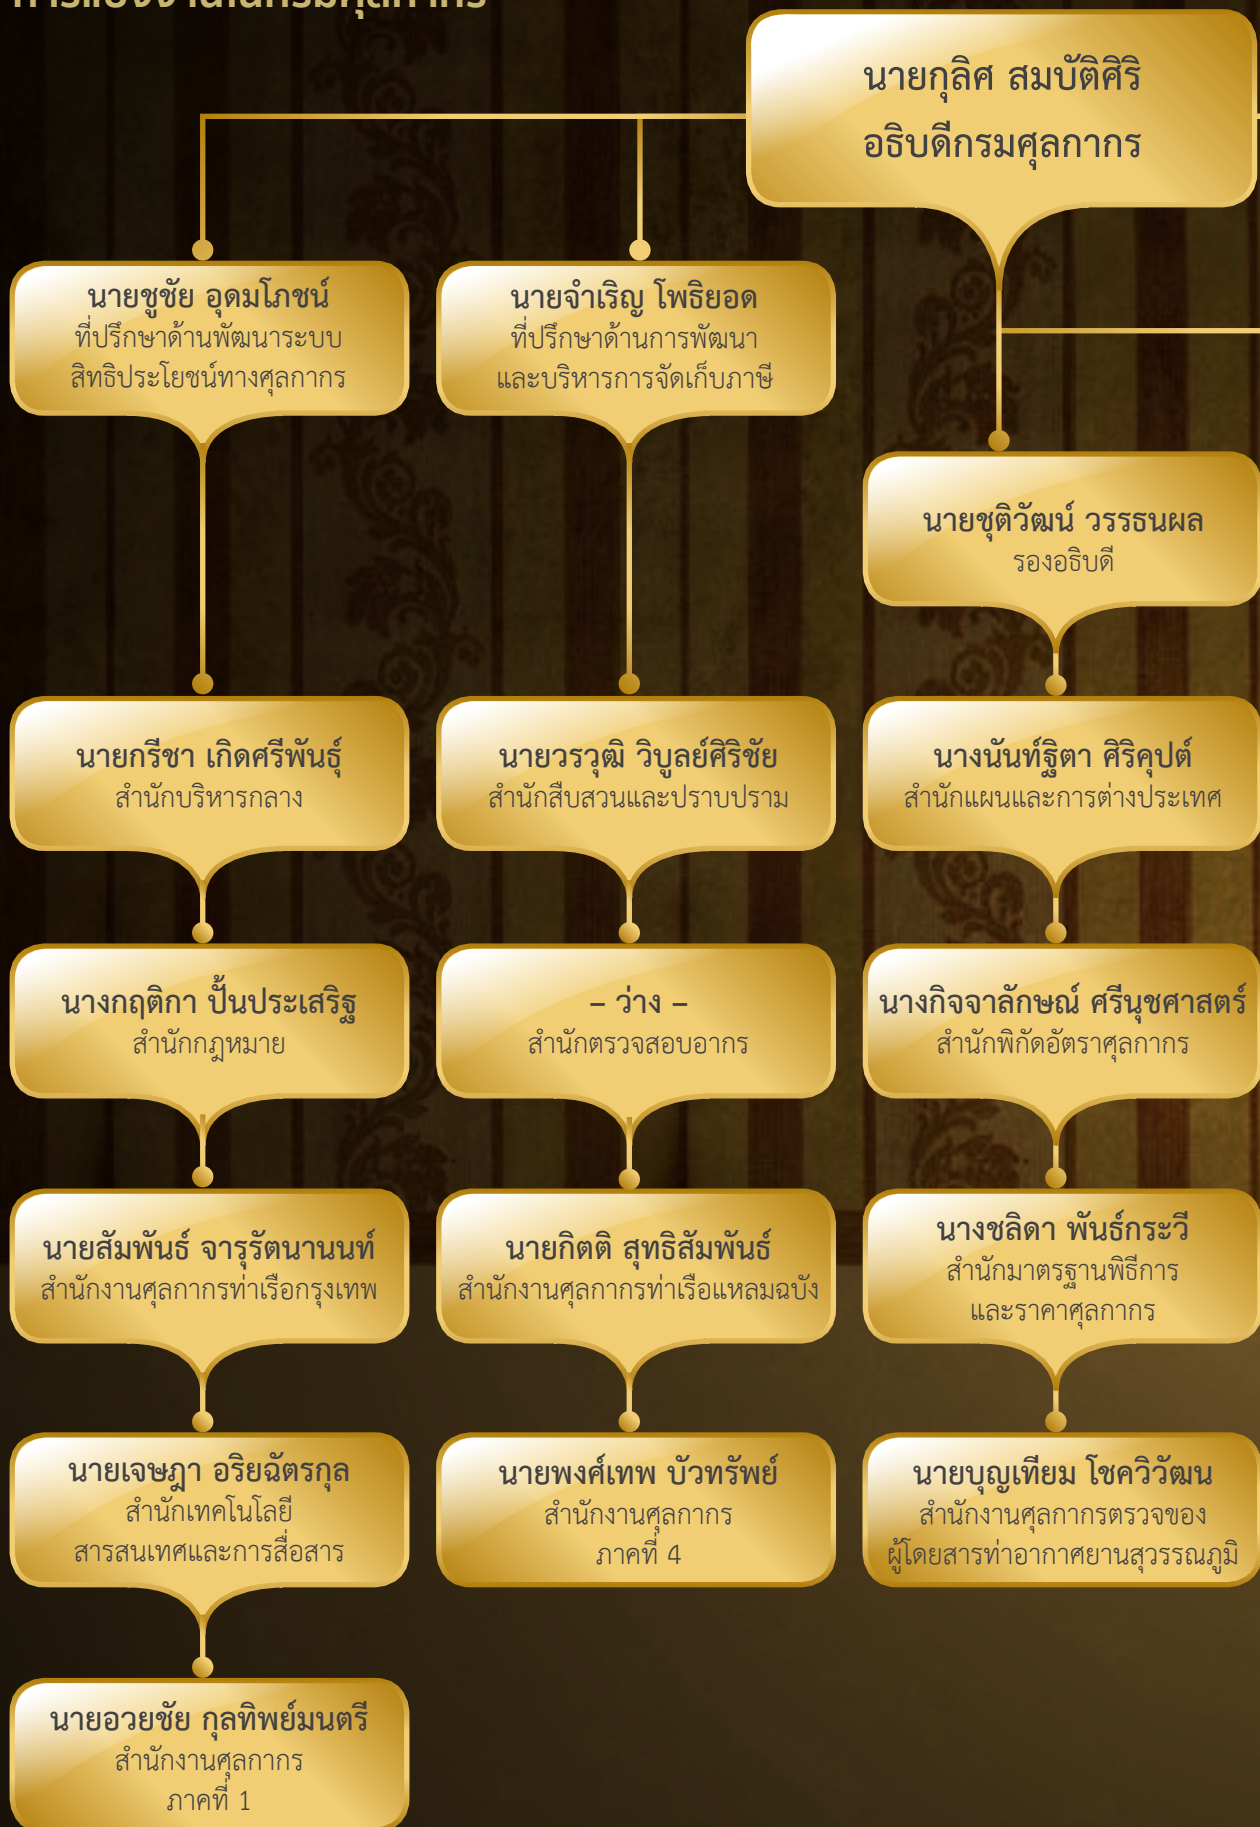 การแบ่งงานในกรมศุลกากร
นายกุลิศ สมบัติศิริ
อธิบดีกรมศุลกากร
นายชูชัย อุดมโภชน์
ที่ปรึกษาด้านพัฒนาระบบ
สิทธิประโยชน์ทางศุลกากร
นายจำเริญ โพธิยอด
ที่ปรึกษาด้านการพัฒนา
และบริหารการจัดเก็บภาษี
นายชุติวัฒน์ วรรธนผล
รองอธิบดี
นายกรีชา เกิดศรีพันธุ์
สำนักบริหารกลาง
นายวรวุฒิ วิบูลย์ศิริชัย
สำนักสืบสวนและปราบปราม
นางนันท์ฐิตา ศิริคุปต์
สำนักแผนและการต่างประเทศ
นางกฤติกา ปั้นประเสริฐ
สำนักกฎหมาย
– ว่าง –
สำนักตรวจสอบอากร
นางกิจจาลักษณ์ ศรีนุชศาสตร์
สำนักพิกัดอัตราศุลกากร
นายสัมพันธ์ จารุรัตนานนท์
สำนักงานศุลกากรท่าเรือกรุงเทพ
นายกิตติ สุทธิสัมพันธ์
สำนักงานศุลกากรท่าเรือแหลมฉบัง
นางชลิดา พันธ์กระวี
สำนักมาตรฐานพิธีการ
และราคาศุลกากร
นายเจษฎา อริยฉัตรกุล
สำนักเทคโนโลยี
สารสนเทศและการสื่อสาร
นายพงศ์เทพ บัวทรัพย์
สำนักงานศุลกากร
ภาคที่ 4
นายบุญเทียม โชควิวัฒน
สำนักงานศุลกากรตรวจของ
ผู้โดยสารท่าอากาศยานสุวรรณภูมิ
นายอวยชัย กุลทิพย์มนตรี
สำนักงานศุลกากร
ภาคที่ 1